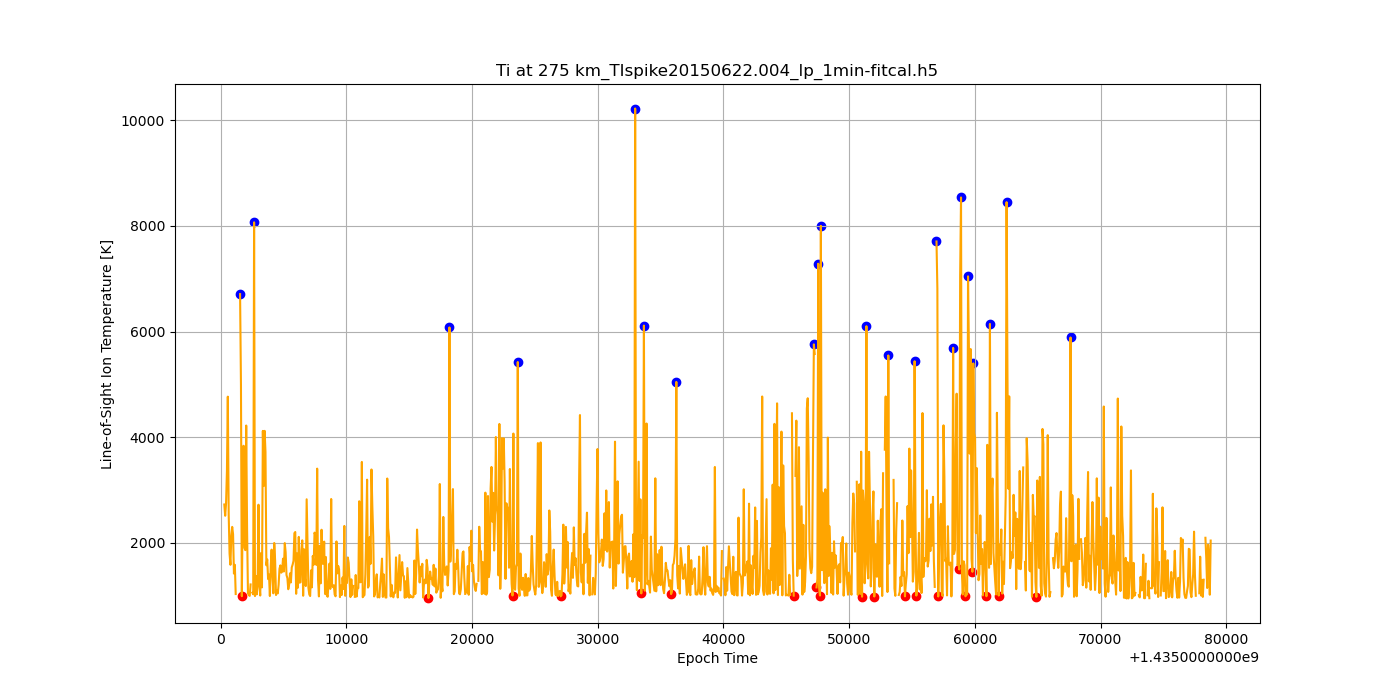 Ti at 275 km_TIspike20150622.004_lp_1min-fitcal.h5
Line-of-Sight Ion Temperature [K]
10000
8000
6000
4000
2000
0 10000 20000 30000 40000 50000 60000 70000 80000
Epoch Time
+1.4350000000e9